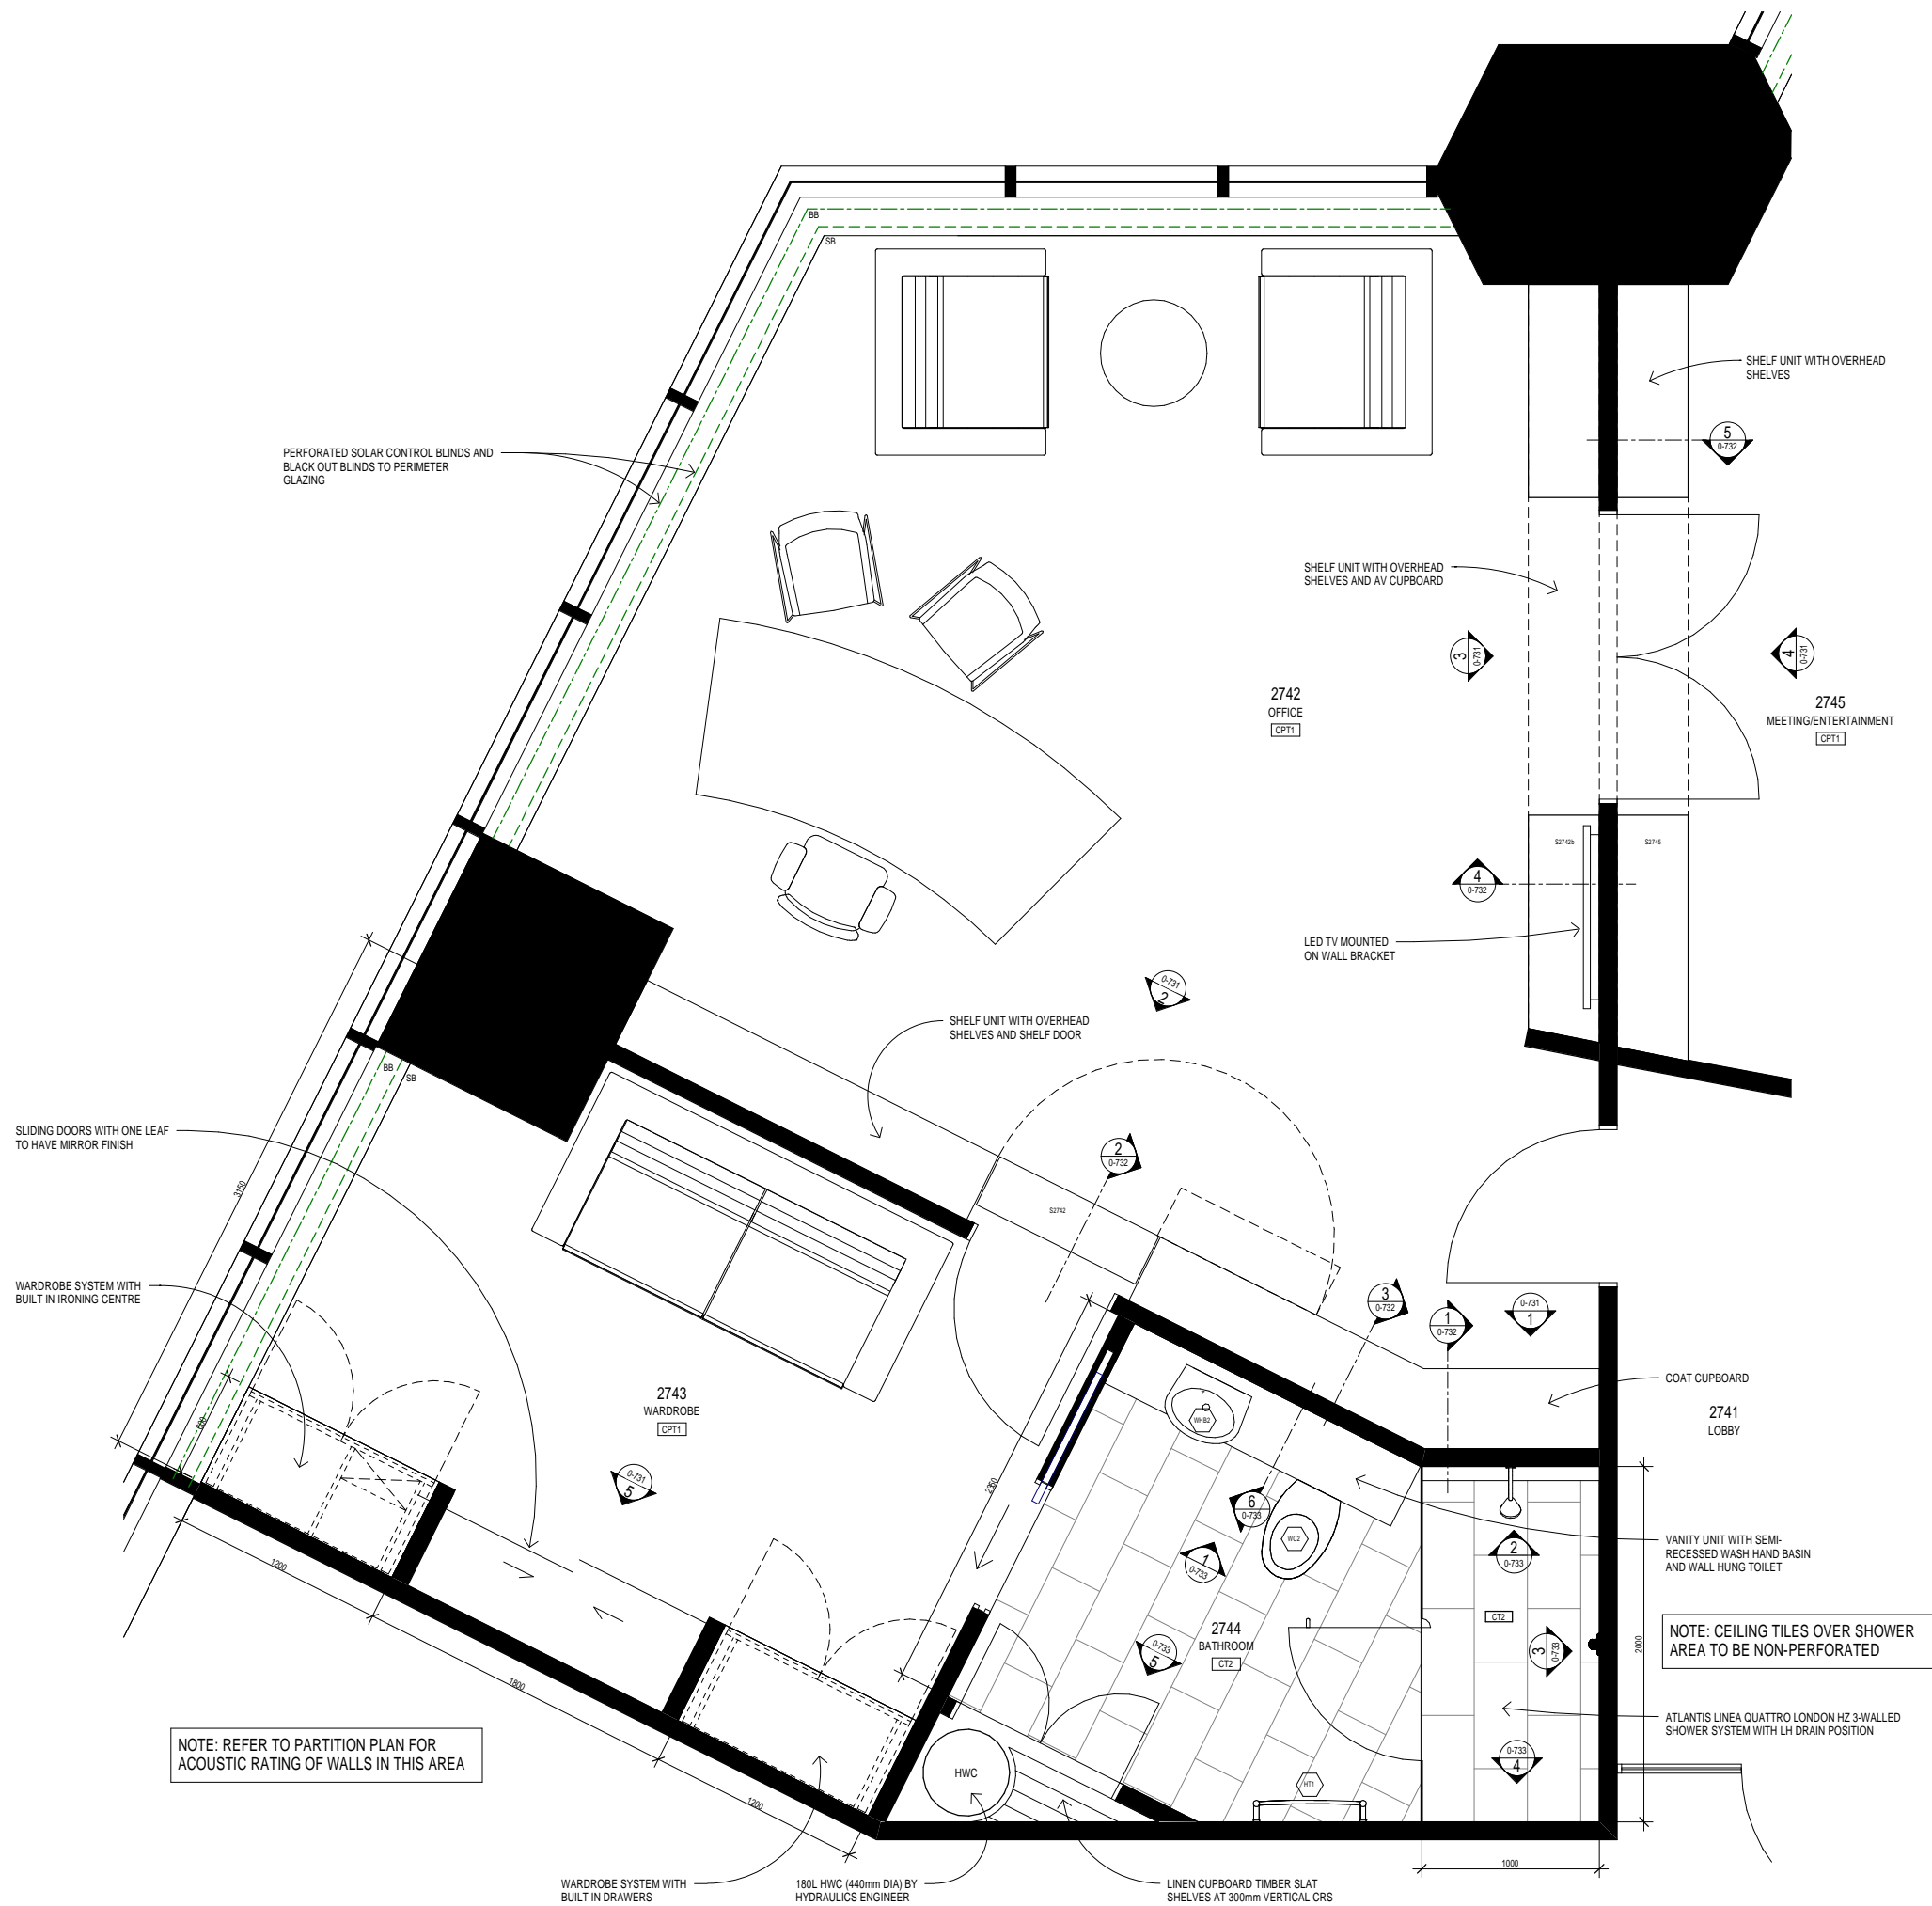 BB
SB
SHELF UNIT WITH OVERHEAD
SHELVES
5
0-732
PERFORATED SOLAR CONTROL BLINDS AND
BLACK OUT BLINDS TO PERIMETER
GLAZING
SHELF UNIT WITH OVERHEAD
SHELVES AND AV CUPBOARD
3
0-731
4
0-731
2742
OFFICE
CPT1
2745
MEETING/ENTERTAINMENT
CPT1
S2742b
S2745
4
0-732
LED TV MOUNTED
ON WALL BRACKET
0-731
2
SHELF UNIT WITH OVERHEAD
SHELVES AND SHELF DOOR
BB
SB
SLIDING DOORS WITH ONE LEAF
TO HAVE MIRROR FINISH
3150
2
0-732
S2742
WARDROBE SYSTEM WITH
BUILT IN IRONING CENTRE
3
0-732
1
0-732
0-731
1
COAT CUPBOARD
2741
LOBBY
2743
WARDROBE
CPT1
600
WHB2
0-731
5
2350
6
0-733
WC2
1
0-733
2
0-733
VANITY UNIT WITH SEMI-
RECESSED WASH HAND BASIN
AND WALL HUNG TOILET
1200
CT2
2744
BATHROOM
CT2
0-733
5
3
0-733
2000
NOTE: CEILING TILES OVER SHOWER
AREA TO BE NON-PERFORATED
1800
ATLANTIS LINEA QUATTRO LONDON HZ 3-WALLED
SHOWER SYSTEM WITH LH DRAIN POSITION
NOTE: REFER TO PARTITION PLAN FOR
ACOUSTIC RATING OF WALLS IN THIS AREA
0-733
4
HWC
HT1
1200
1000
WARDROBE SYSTEM WITH
BUILT IN DRAWERS
180L HWC (440mm DIA) BY
HYDRAULICS ENGINEER
LINEN CUPBOARD TIMBER SLAT
SHELVES AT 300mm VERTICAL CRS